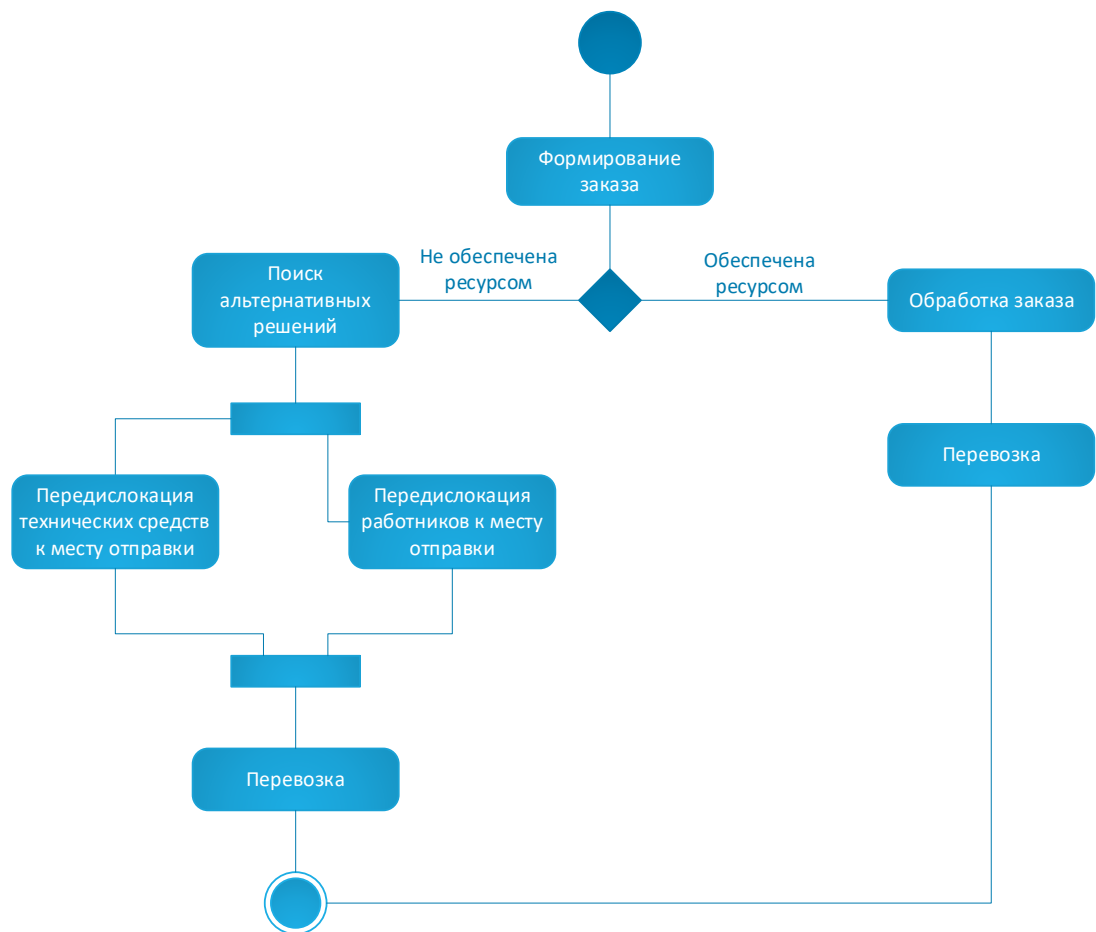 Формирование
заказа
Не обеспечена
ресурсом
Обеспечена
ресурсом
Поиск
альтернативных
решений
Обработка заказа
Перевозка
Передислокация
технических средств
к месту отправки
Передислокация
работников к месту
отправки
Перевозка